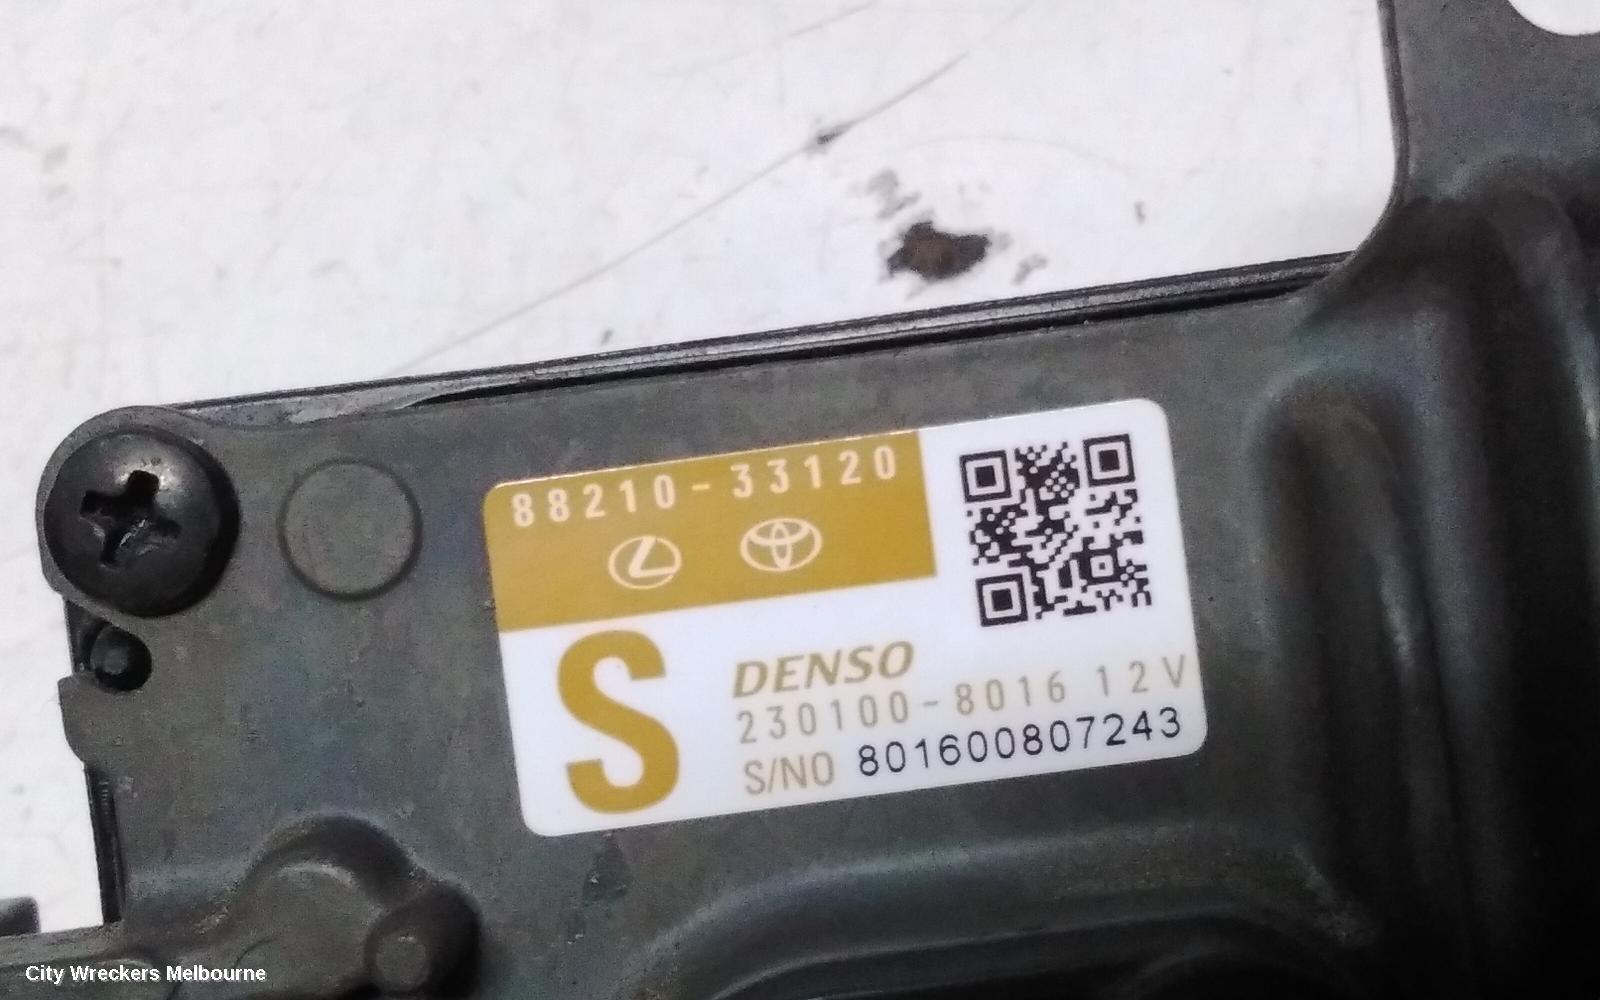 88210-33120
S
DENSO
230100-8016 12V
S/NO 801600807243
City Wreckers Melbourne